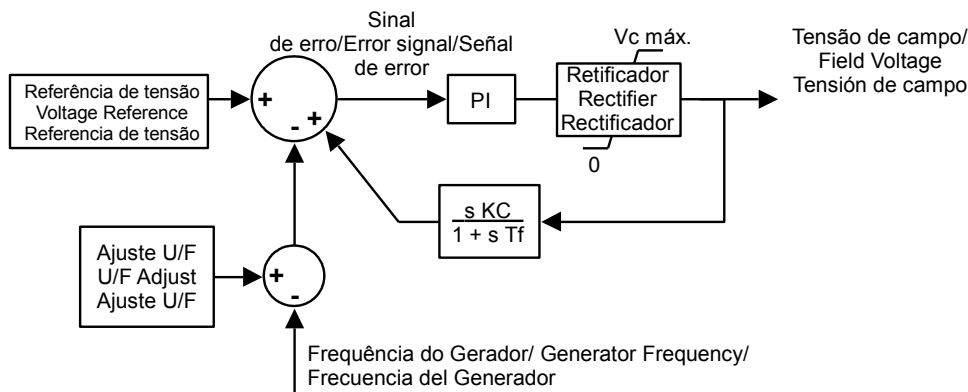 Sinal
de erro/Error signal/Señal
de error
Vc máx.
Tensão de campo/
Field Voltage
Tensión de campo
Referência de tensão
Voltage Reference
Referencia de tensão
+
-
+
PI
Retificador
Rectifier
Rectificador
0
s KC
1 + s Tf
Ajuste U/F
U/F Adjust
Ajuste U/F
+
-
Frequência do Gerador/ Generator Frequency/
Frecuencia del Generador